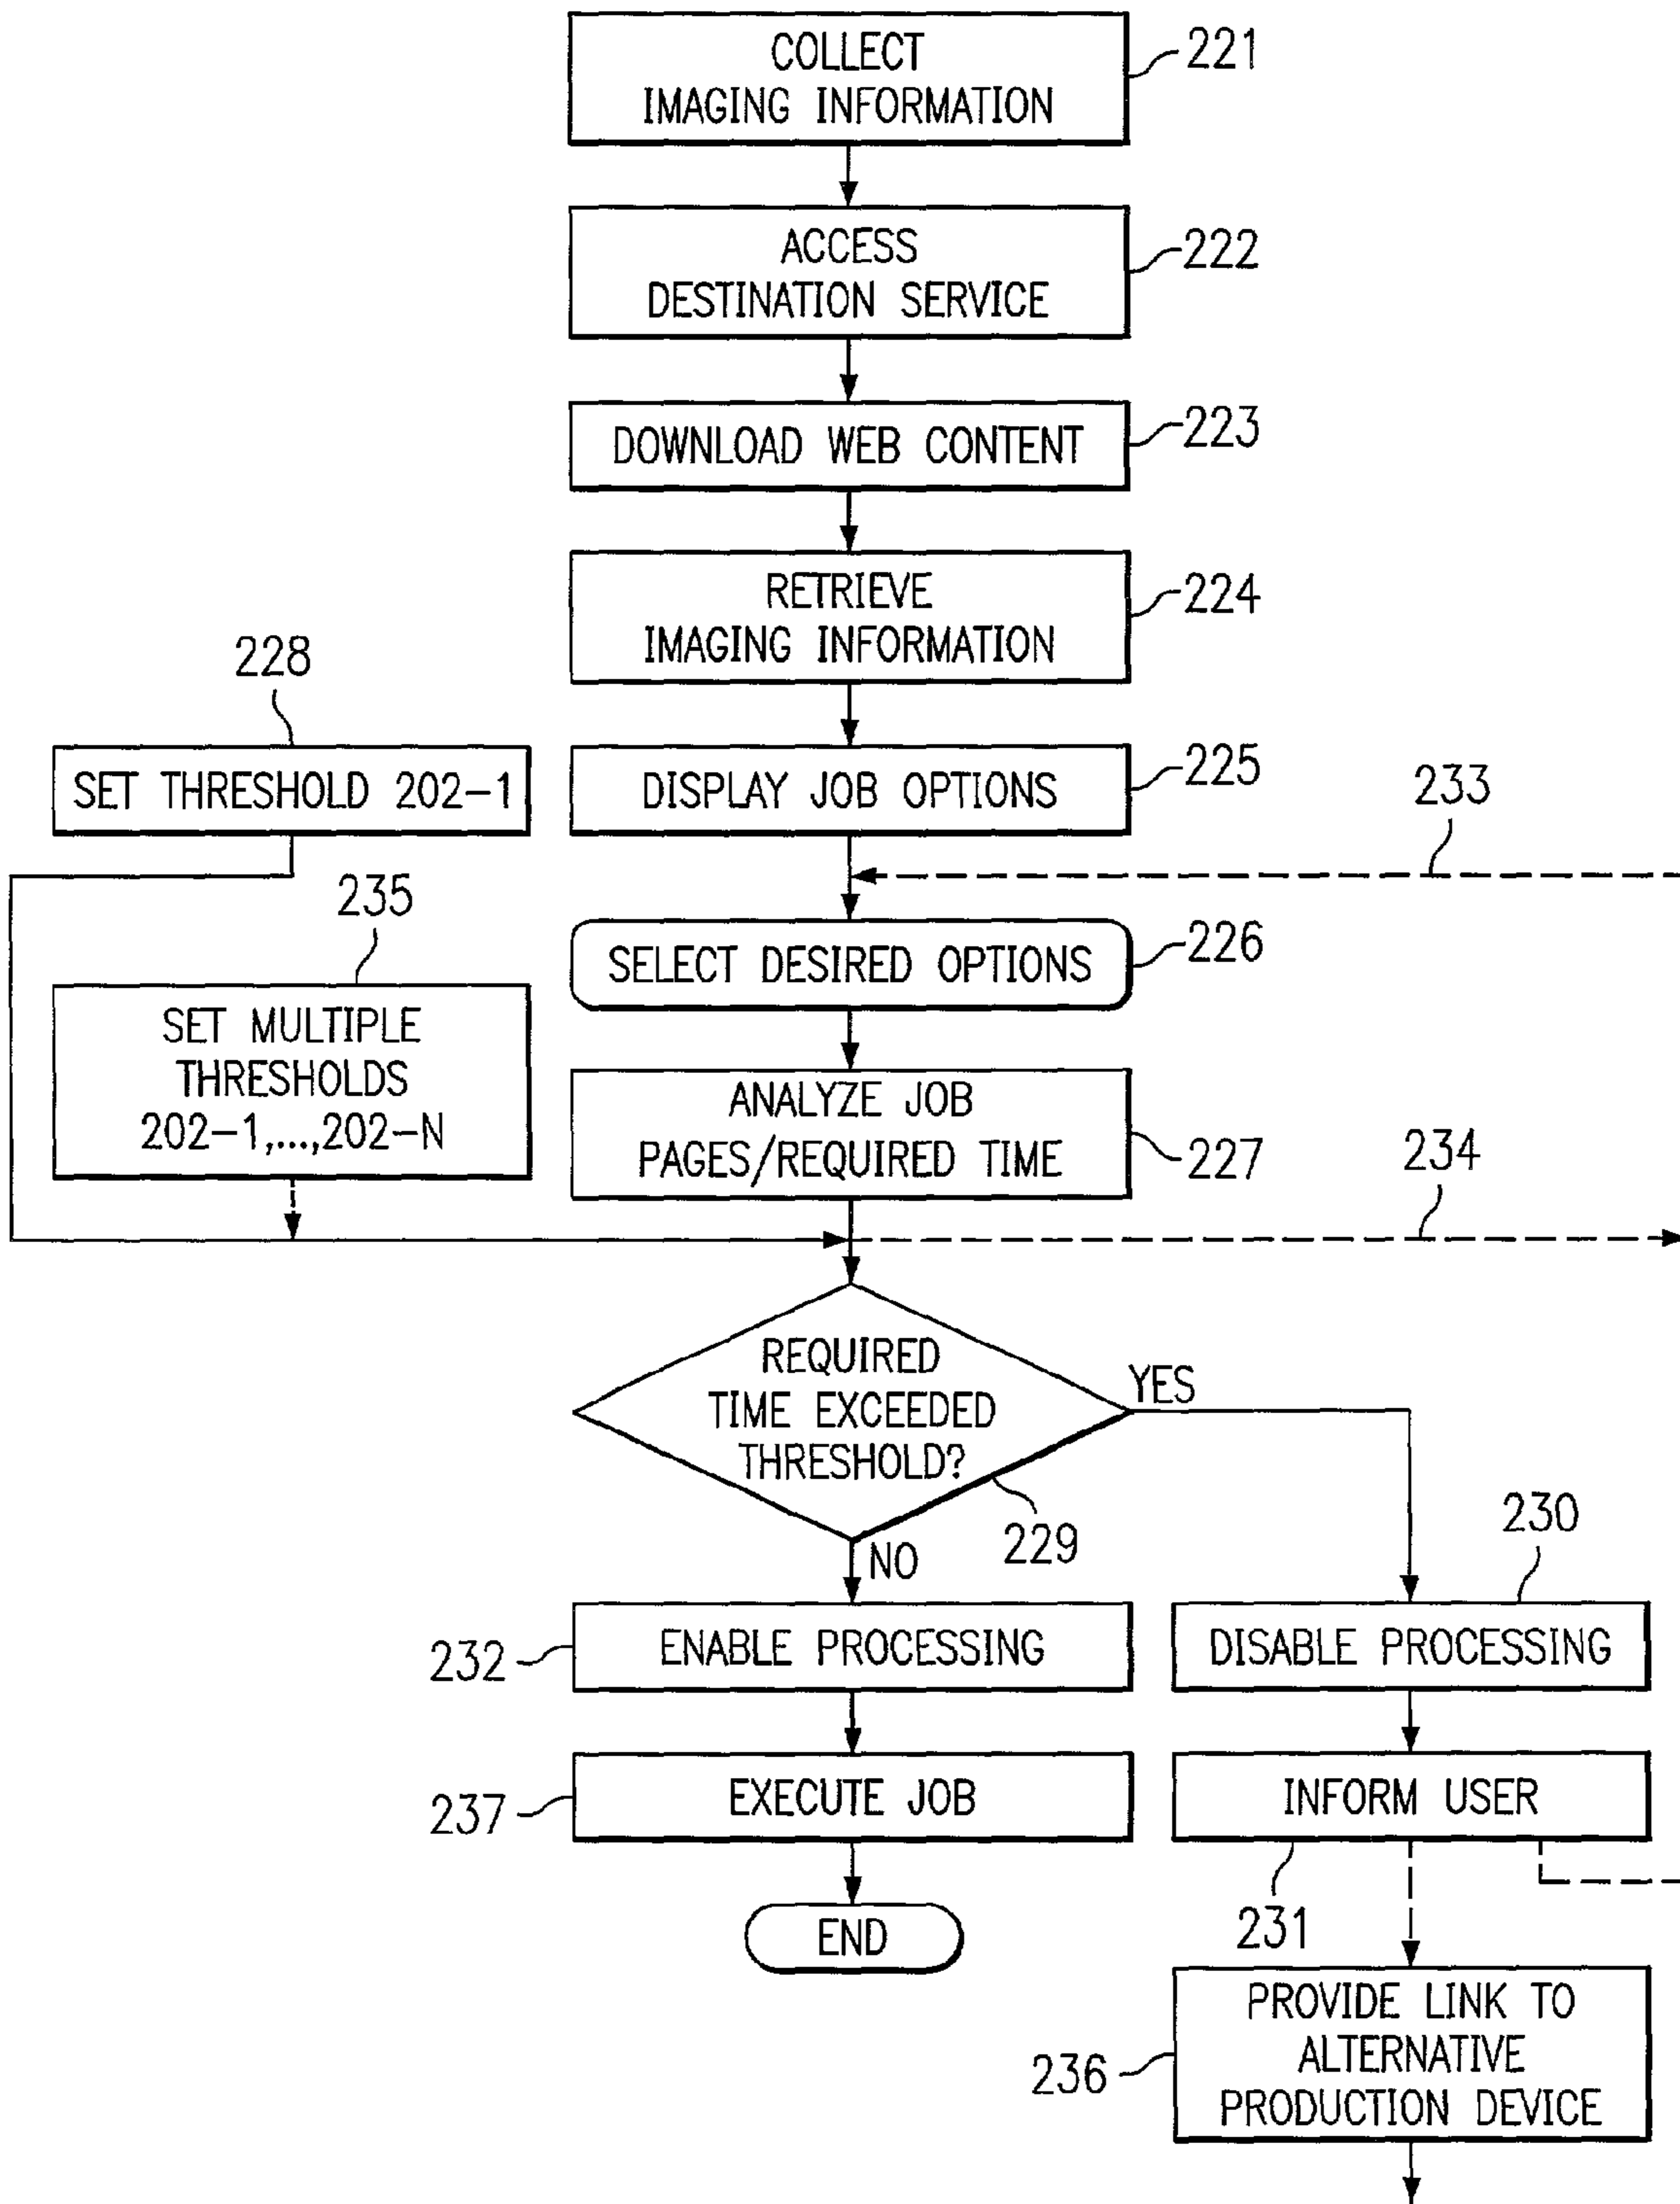 COLLECT
IMAGING INFORMATION
221
ACCESS
DESTINATION SERVICE
222
DOWNLOAD WEB CONTENT
223
RETRIEVE
IMAGING INFORMATION
224
228
SET THRESHOLD 202-1
DISPLAY JOB OPTIONS
225
233
235
SELECT DESIRED OPTIONS
226
SET MULTIPLE
THRESHOLDS
202-1,...,202-N
ANALYZE JOB
PAGES/REQUIRED TIME
227
234
REQUIRED
TIME EXCEEDED
THRESHOLD?
YES
229
NO
230
232
ENABLE PROCESSING
DISABLE PROCESSING
237
EXECUTE JOB
INFORM USER
231
END
236
PROVIDE LINK TO
ALTERNATIVE
PRODUCTION DEVICE